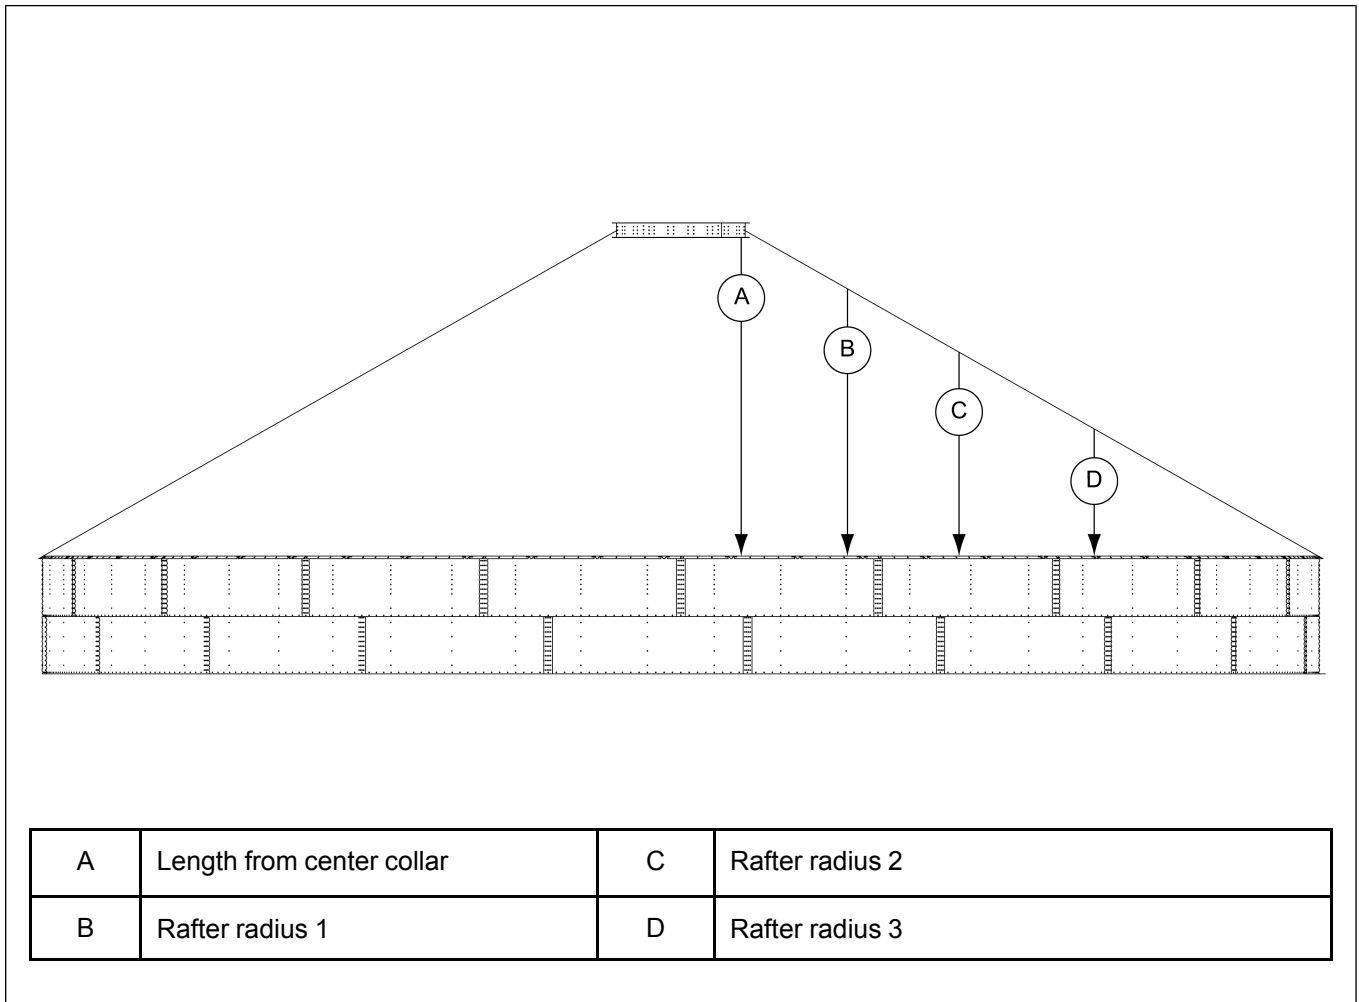 A
B
C
D
A Length from center collar C Rafter radius 2
B Rafter radius 1 D Rafter radius 3